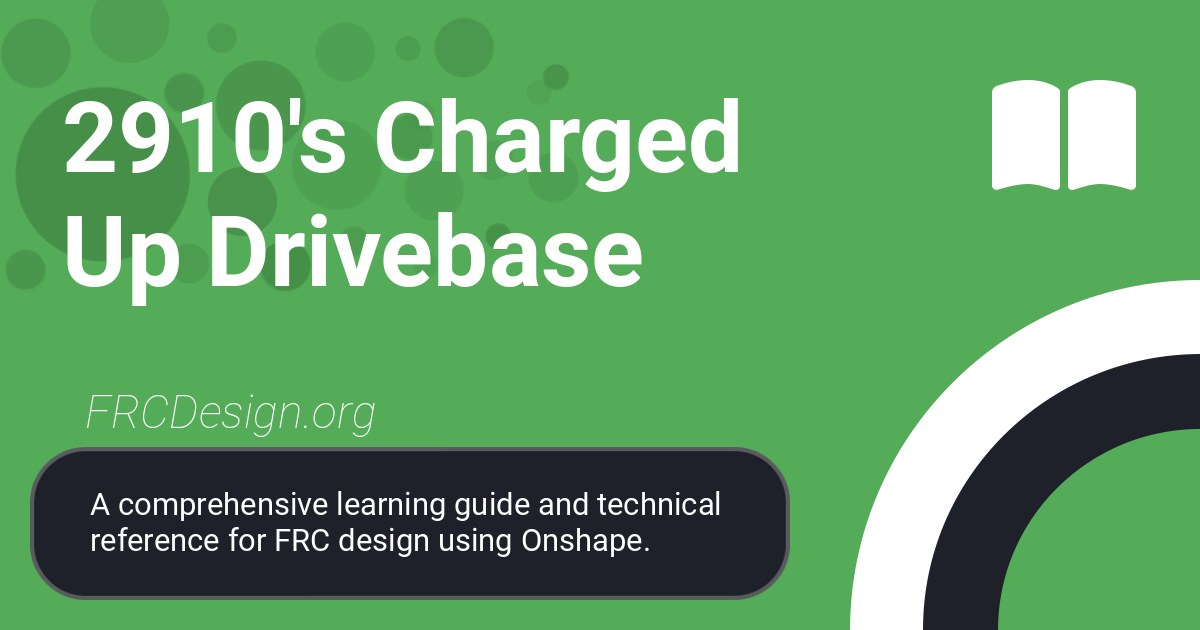 2910's Charged
Up Drivebase
FRCDesign.org
A comprehensive learning guide and technical
reference for FRC design using Onshape.